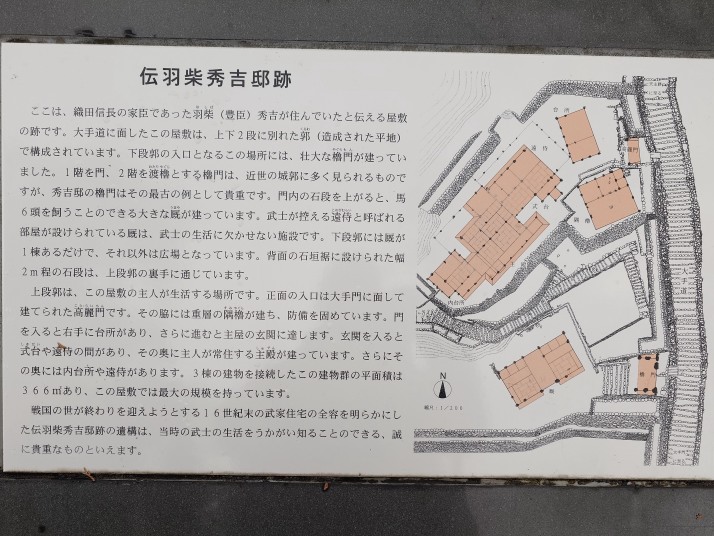 伝羽柴秀吉邸跡
ここは、織田信長の家臣であった羽柴(豊臣)秀吉が住んでいたと伝える屋敷
の跡です。大手道に面したこの屋敷は、上下2段に別れた郭(造成された平地)
で構成されています。下段郭の入口となるこの場所には、壮大な櫓門が建ってい
ました。1階を門、2階を渡櫓とする櫓門は、近世の城郭に多く見られるもので
すが、秀吉邸の櫓門はその最古の例として貴重です。門内の石段を上がると、馬
6頭を飼うことのできる大きな厩が建っています。武士が控える遠侍と呼ばれる
部屋が設けられている厩は、武士の生活に欠かせない施設です。下段郭には厩が
1棟あるだけで、それ以外は広場となっています。背面の石垣裾に設けられた幅
2m程の石段は、上段郭の裏手に通じています。
上段郭は、この屋敷の主人が生活する場所です。正面の入口は大手門に面して
建てられた高麗門です。その脇には重層の隅櫓が建ち、防備を固めています。門
を入ると右手に台所があり、さらに進むと主屋の玄関に達します。玄関を入ると
式台や遠侍の間があり、その奥に主人が常住する主殿が建っています。さらにそ
の奥には内台所や遠侍があります。3棟の建物を接続したこの建物群の平面積は
366㎡あり、この屋敷では最大の規模を持っています。
戦国の世が終わりを迎えようとする16世紀末の武家住宅の全容を明らかにし
た伝羽柴秀吉邸跡の遺構は、当時の武士の生活をうかがい知ることのできる、誠
に貴重なものといえます。
台所
遠侍
式台
高麗門
隅櫓
内台所
大手道
櫓門
厩
N